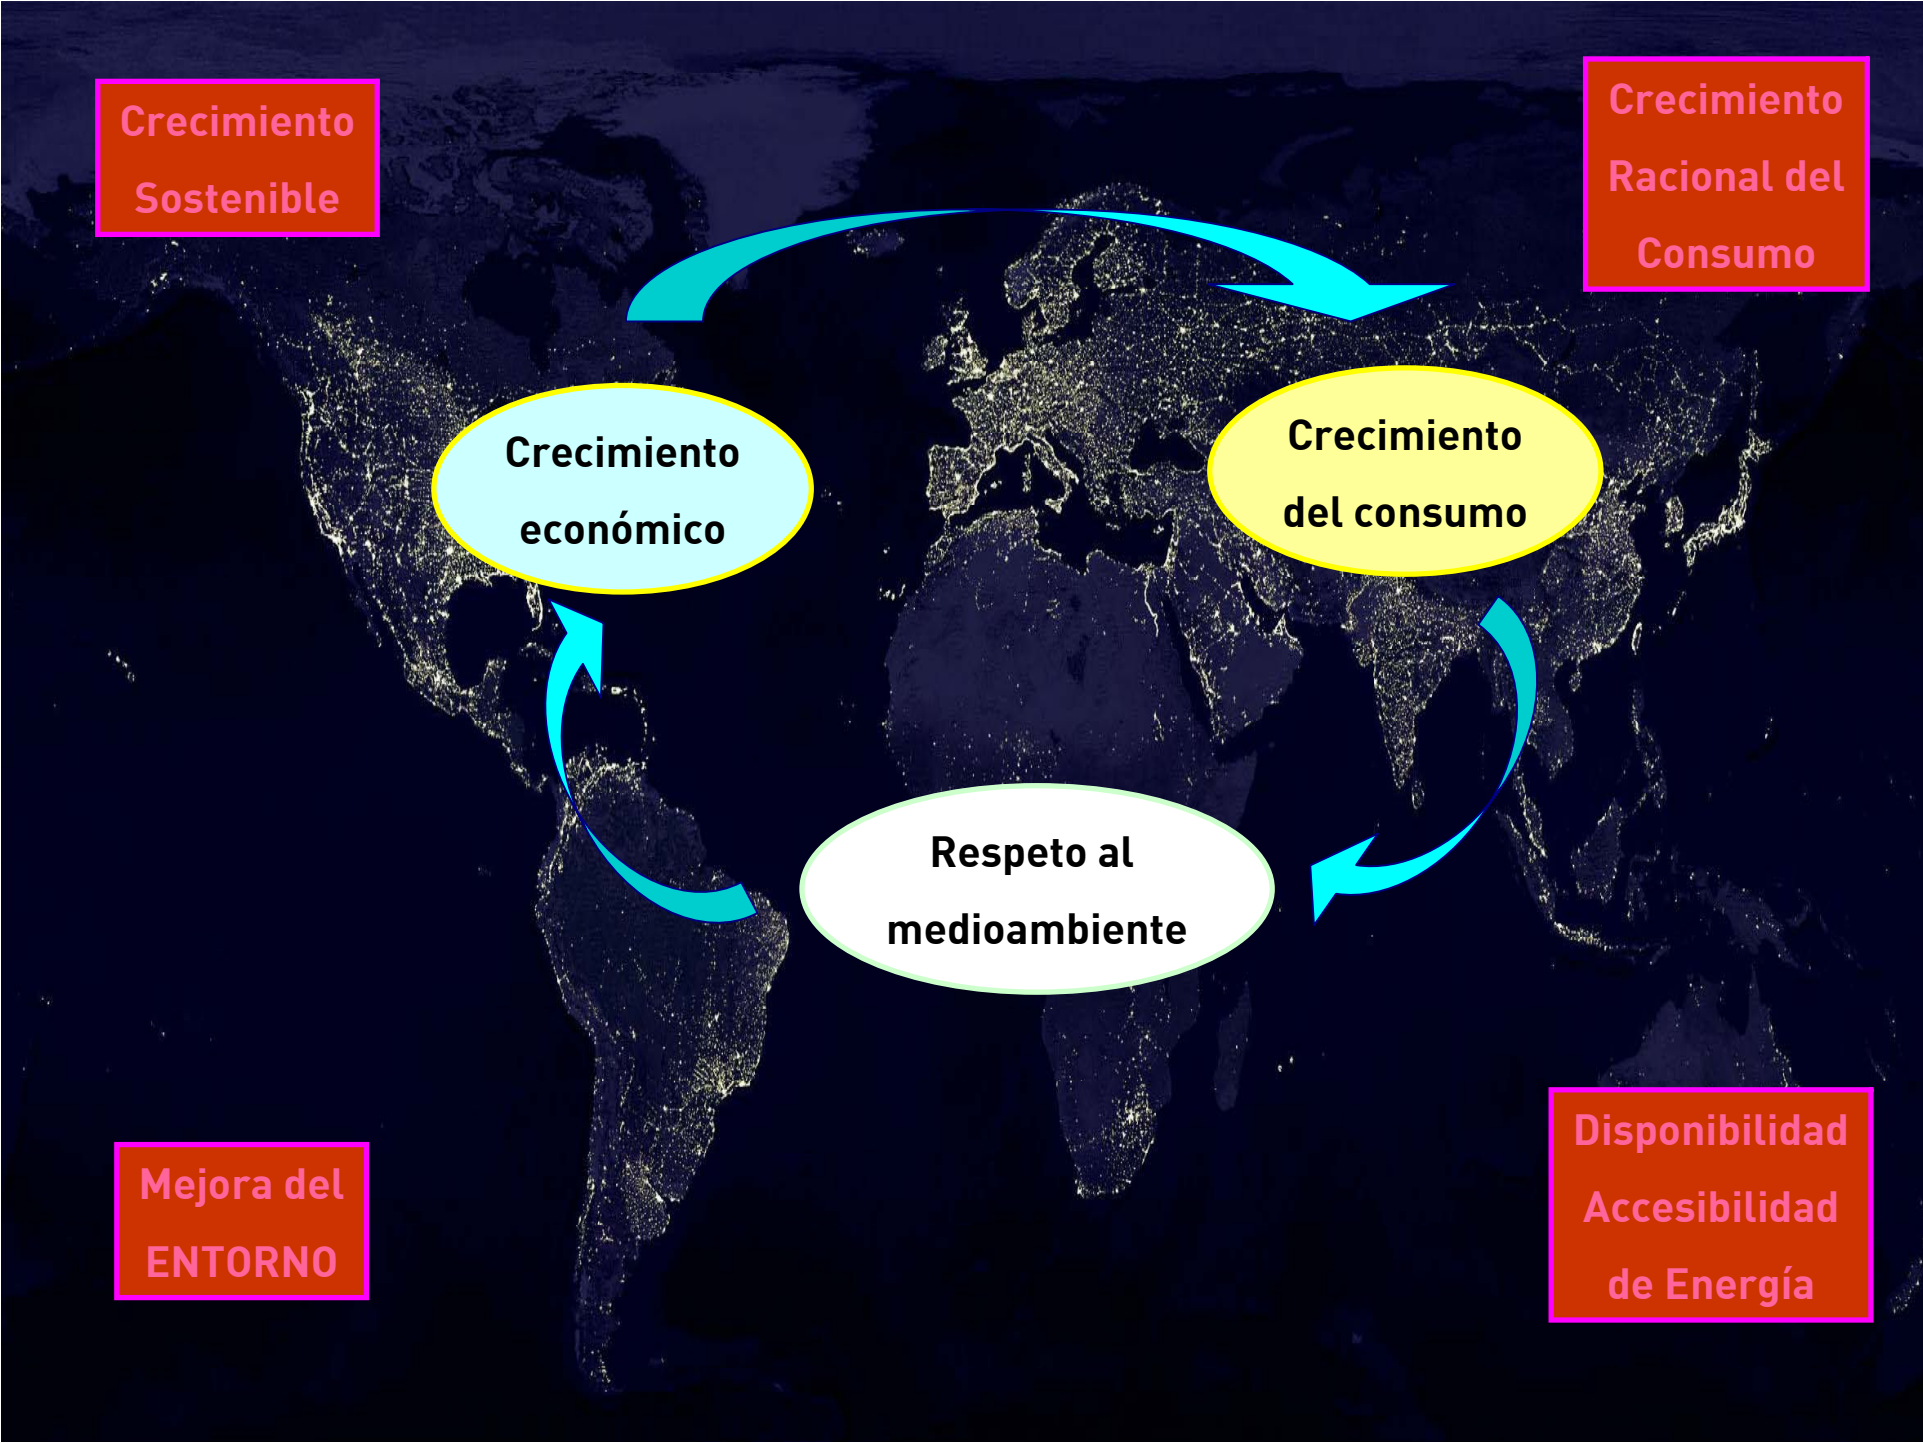 Crecimiento
Sostenible
Crecimiento
Racional del
Consumo
Crecimiento
económico
Crecimiento
del consumo
Respeto al
medioambiente
Mejora del
ENTORNO
Disponibilidad
Accesibilidad
de Energía